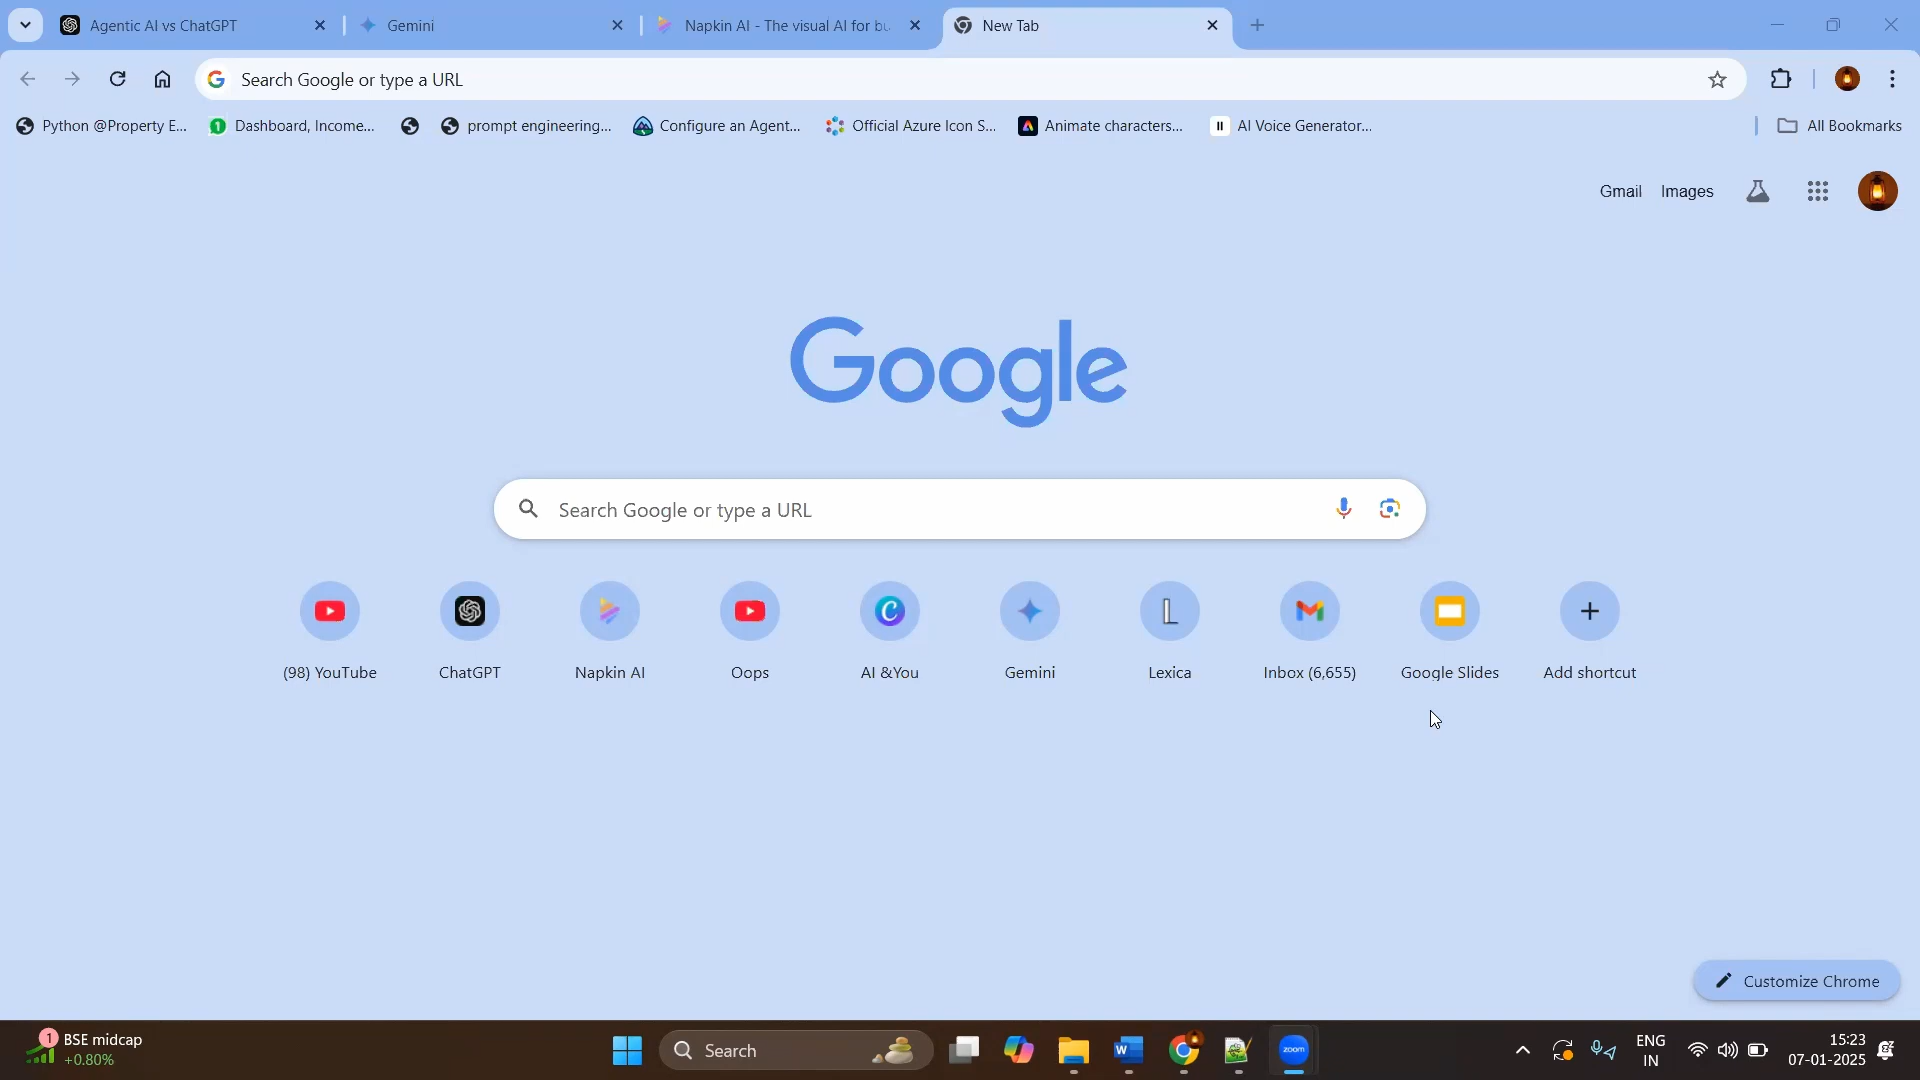 Agentic AI vs ChatGPT
Gemini
Napkin AI - The visual AI for bu
New Tab
Search Google or type a URL
Python @Property E...
Dashboard, Income...
prompt engineering...
Configure an Agent...
Official Azure Icon S...
Animate characters...
AI Voice Generator...
All Bookmarks
Gmail
Images
Google
Search Google or type a URL
(98) YouTube
ChatGPT
Napkin AI
Oops
AI &You
Gemini
Lexica
Inbox (6,655)
Google Slides
Add shortcut
Customize Chrome
1
BSE midcap
+0.80%
Search
zoom
ENG
IN
15:23
07-01-2025